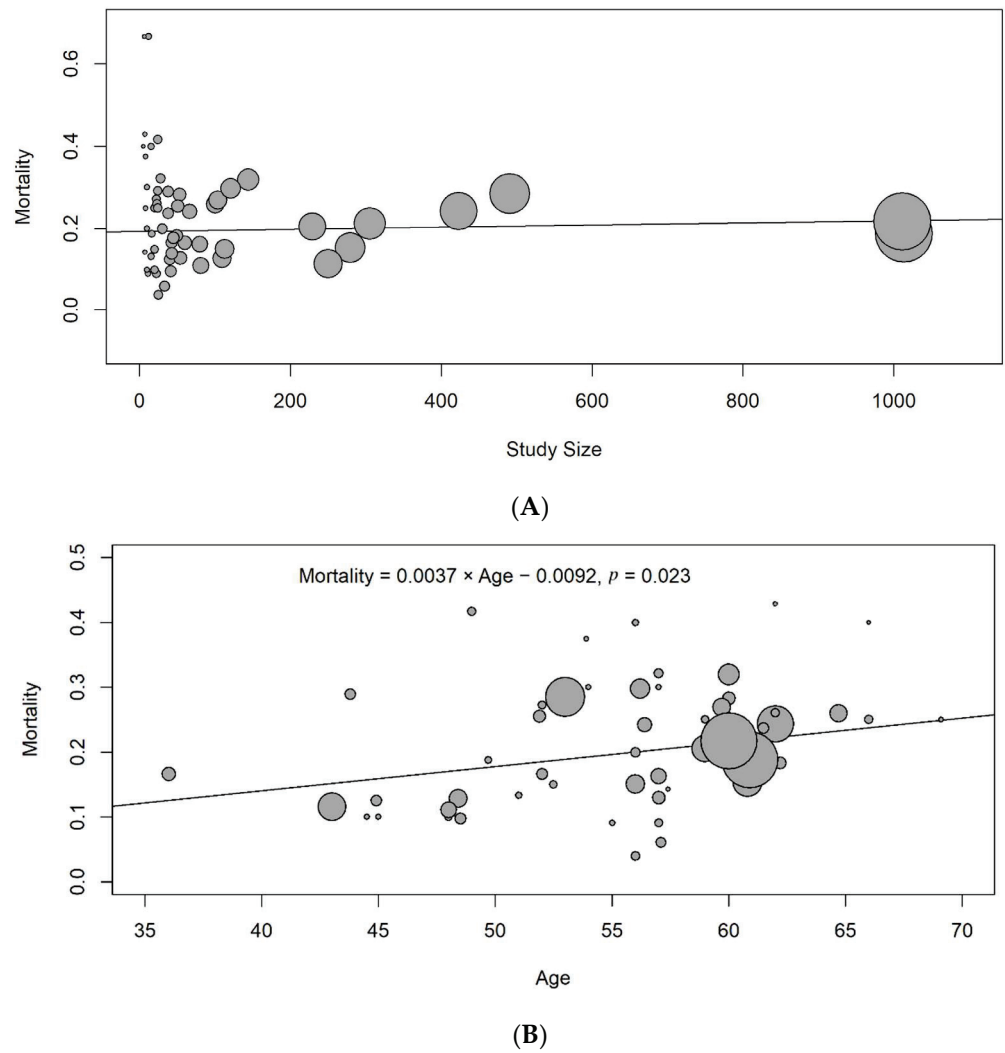 0.6
0.4
0.2
0.0
Mortality
0 200 400 600 800 1000
Study Size
(A)
Mortality = 0.0037 × Age − 0.0092, p = 0.023
0.5
0.4
0.3
0.2
0.1
0.0
Mortality
35 40 45 50 55 60 65 70
Age
(B)